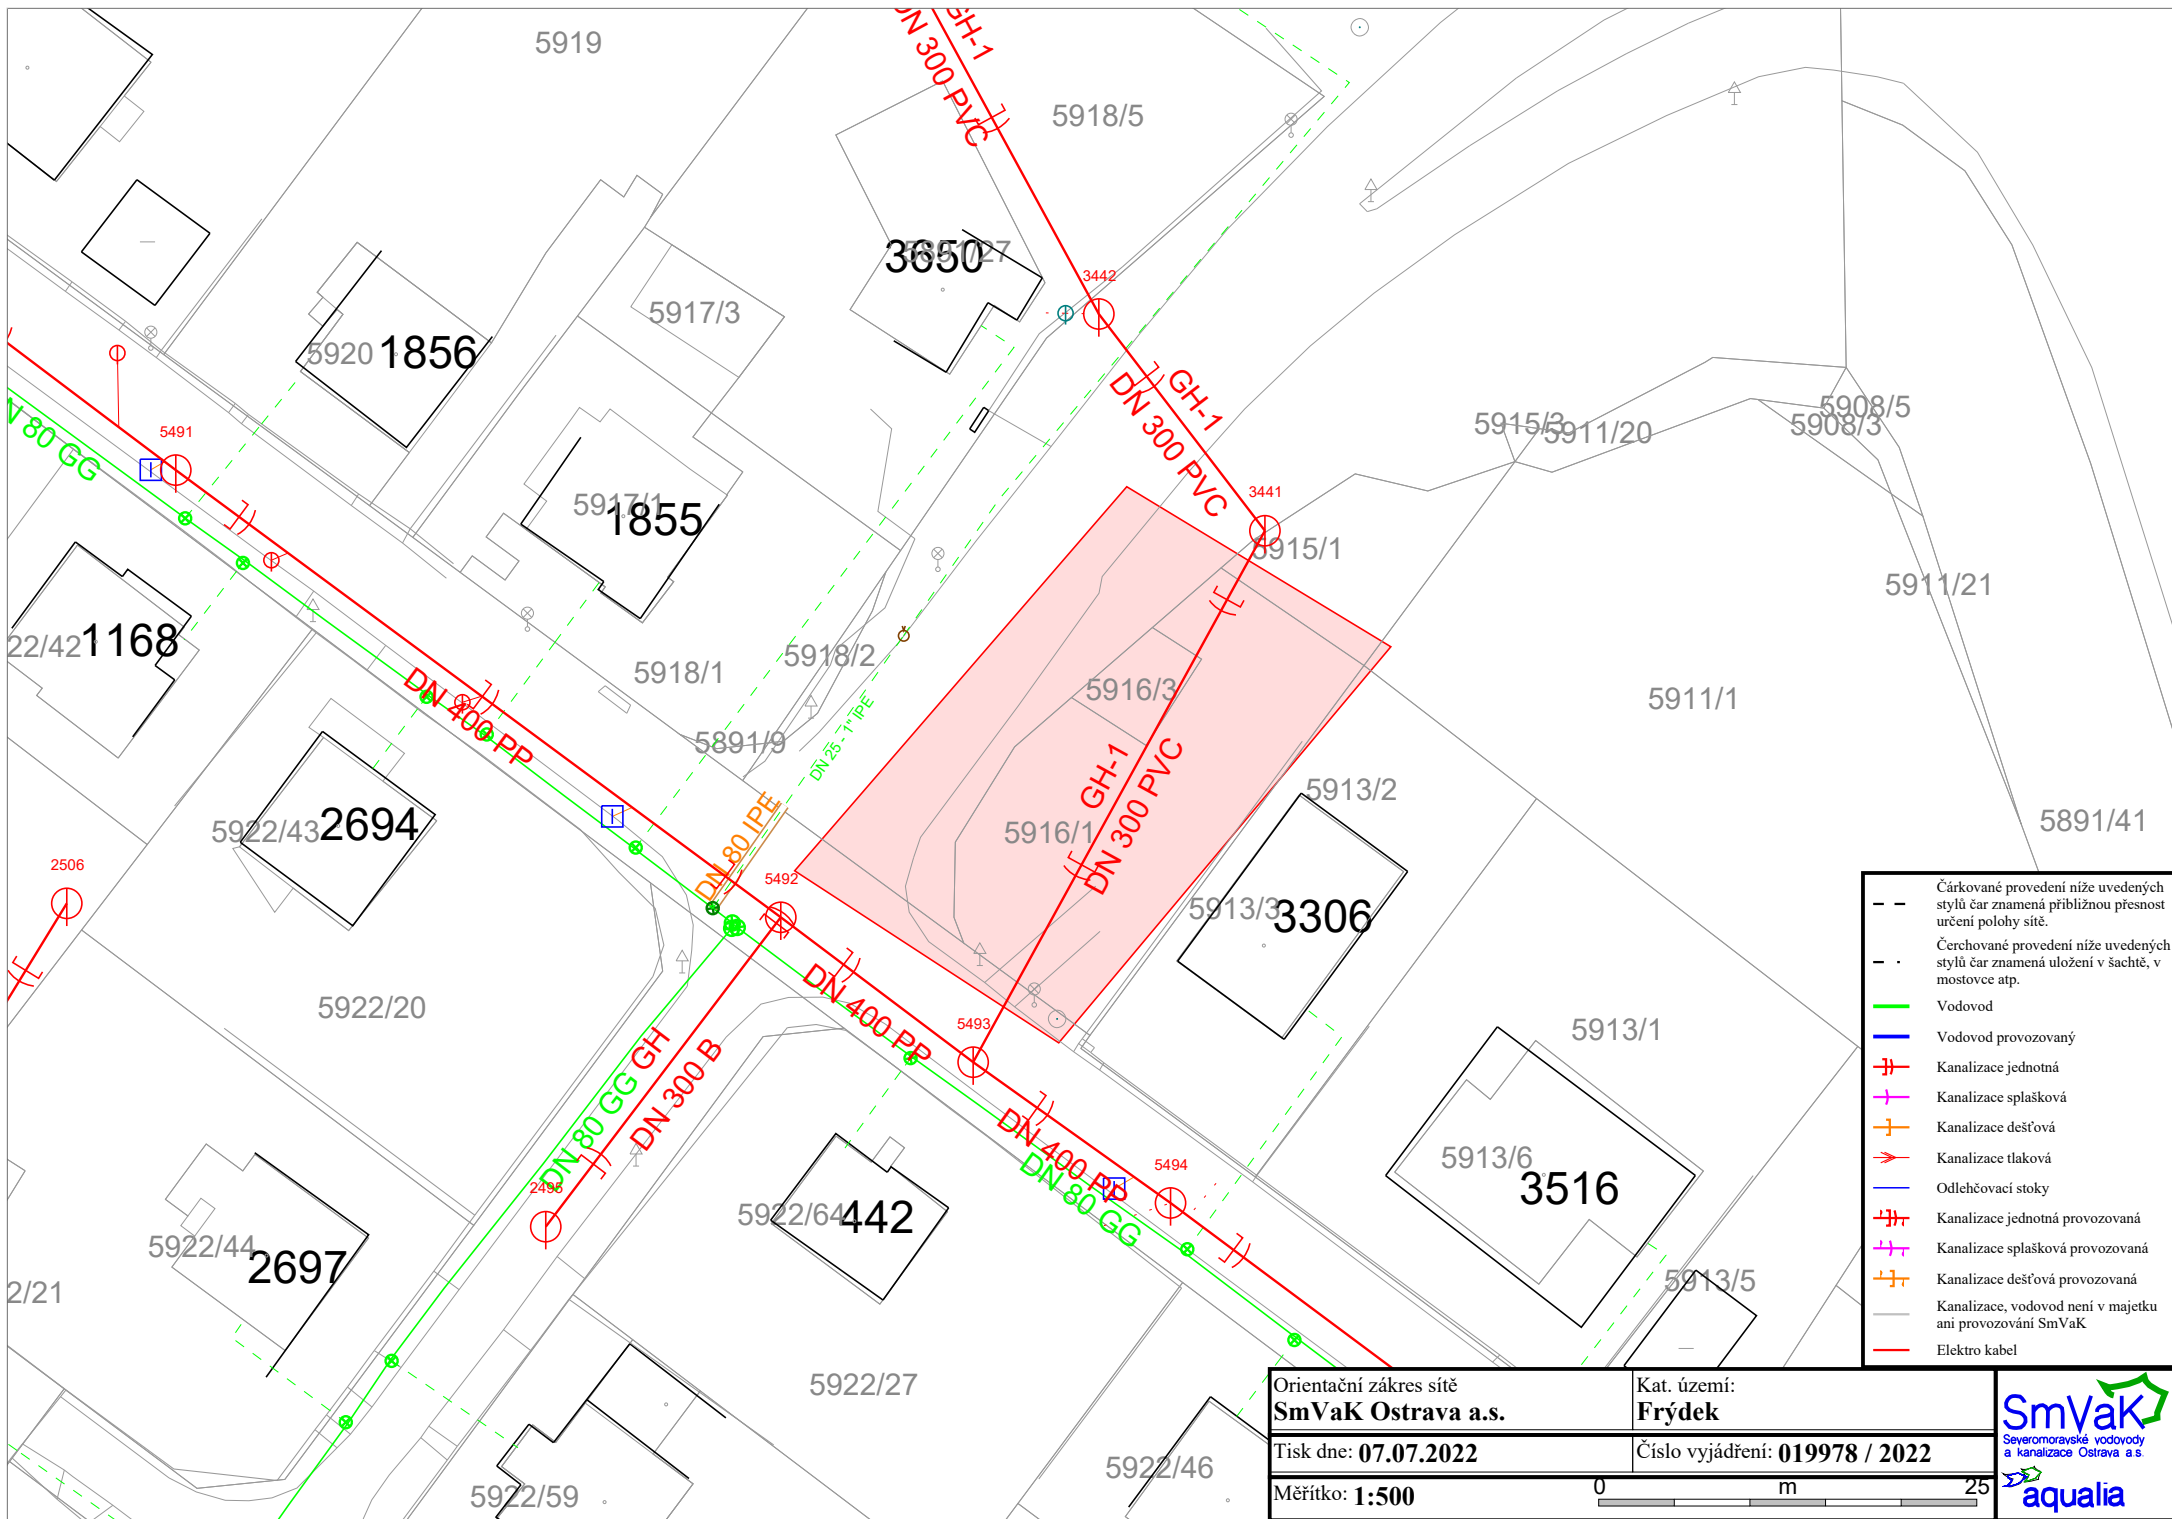 5919
GH-1
DN 300 PVC
5918/5
3650
5891/27
3442
5917/3
5920
1856
GH-1
DN 300 PVC
5908/5
5908/3
5915/3
5911/20
5491
N 80 GG
3441
5917/1
1855
5915/1
5911/21
22/42
1168
5918/1
5918/2
5916/3
5911/1
DN 400 PP
5891/9
DN 25 - 1" IPE
GH-1
DN 300 PVC
5913/2
5922/43
2694
DN 80 IPE
5916/1
5891/41
2506
5492
5913/3
3306
5922/20
DN 400 PP
5493
5913/1
DN 80 GG
GH
DN 300 B
DN 400 PP
DN 80 GG
5494
5913/6
3516
2495
5922/64
442
5922/44
2697
2/21
5913/5
5922/27
5922/46
5922/59
Čárkované provedení níže uvedených
stylů čar znamená přibližnou přesnost
určení polohy sítě.
Čerchované provedení níže uvedených
stylů čar znamená uložení v šachtě, v
mostovce atp.
Vodovod
Vodovod provozovaný
Kanalizace jednotná
Kanalizace splašková
Kanalizace dešťová
Kanalizace tlaková
Odlehčovací stoky
Kanalizace jednotná provozovaná
Kanalizace splašková provozovaná
Kanalizace dešťová provozovaná
Kanalizace, vodovod není v majetku
ani provozování SmVaK
Elektro kabel
Orientační zákres sítě
SmVaK Ostrava a.s.
Kat. území:
Frýdek
Tisk dne: 07.07.2022
Číslo vyjádření: 019978 / 2022
Měřítko: 1:500
0 m 25
SmVaK
Severomoravské vodovody
a kanalizace Ostrava a.s.
aqualia